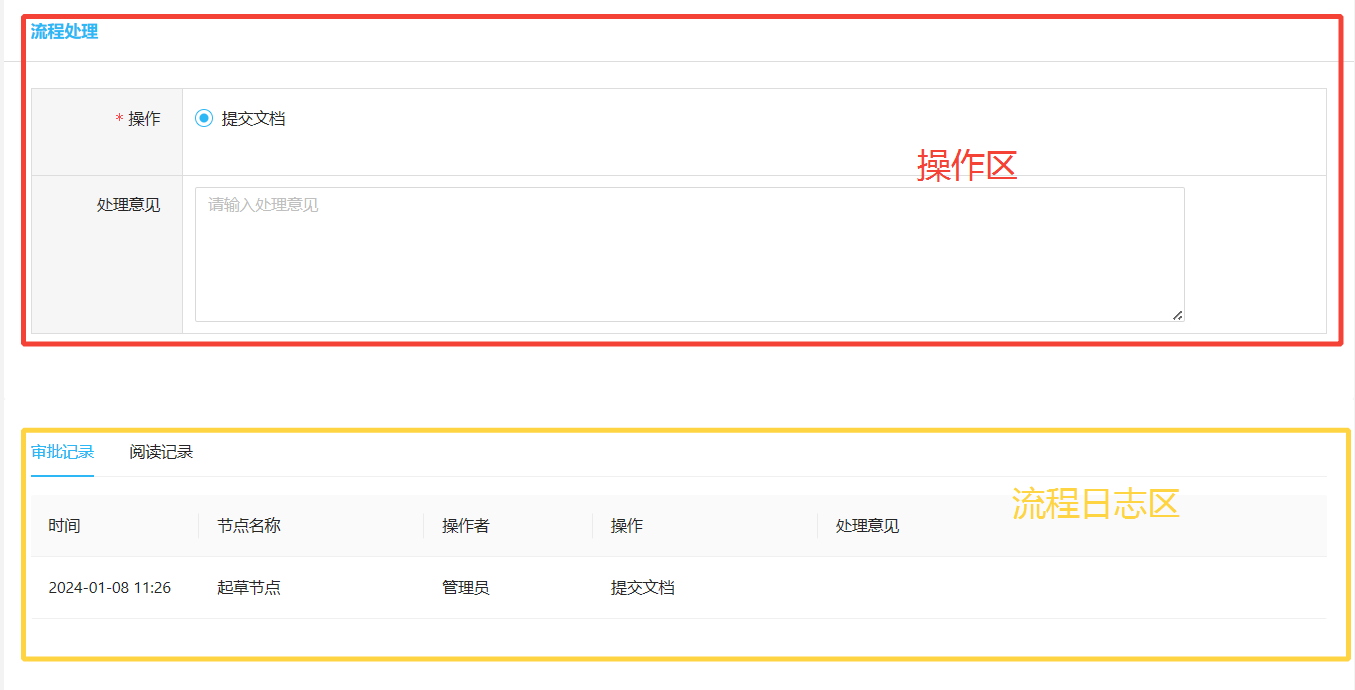 流程处理
* 操作 提交文档
操作区
处理意见 请输入处理意见
审批记录 阅读记录
流程日志区
时间 节点名称 操作者 操作 处理意见
2024-01-08 11:26 起草节点 管理员 提交文档